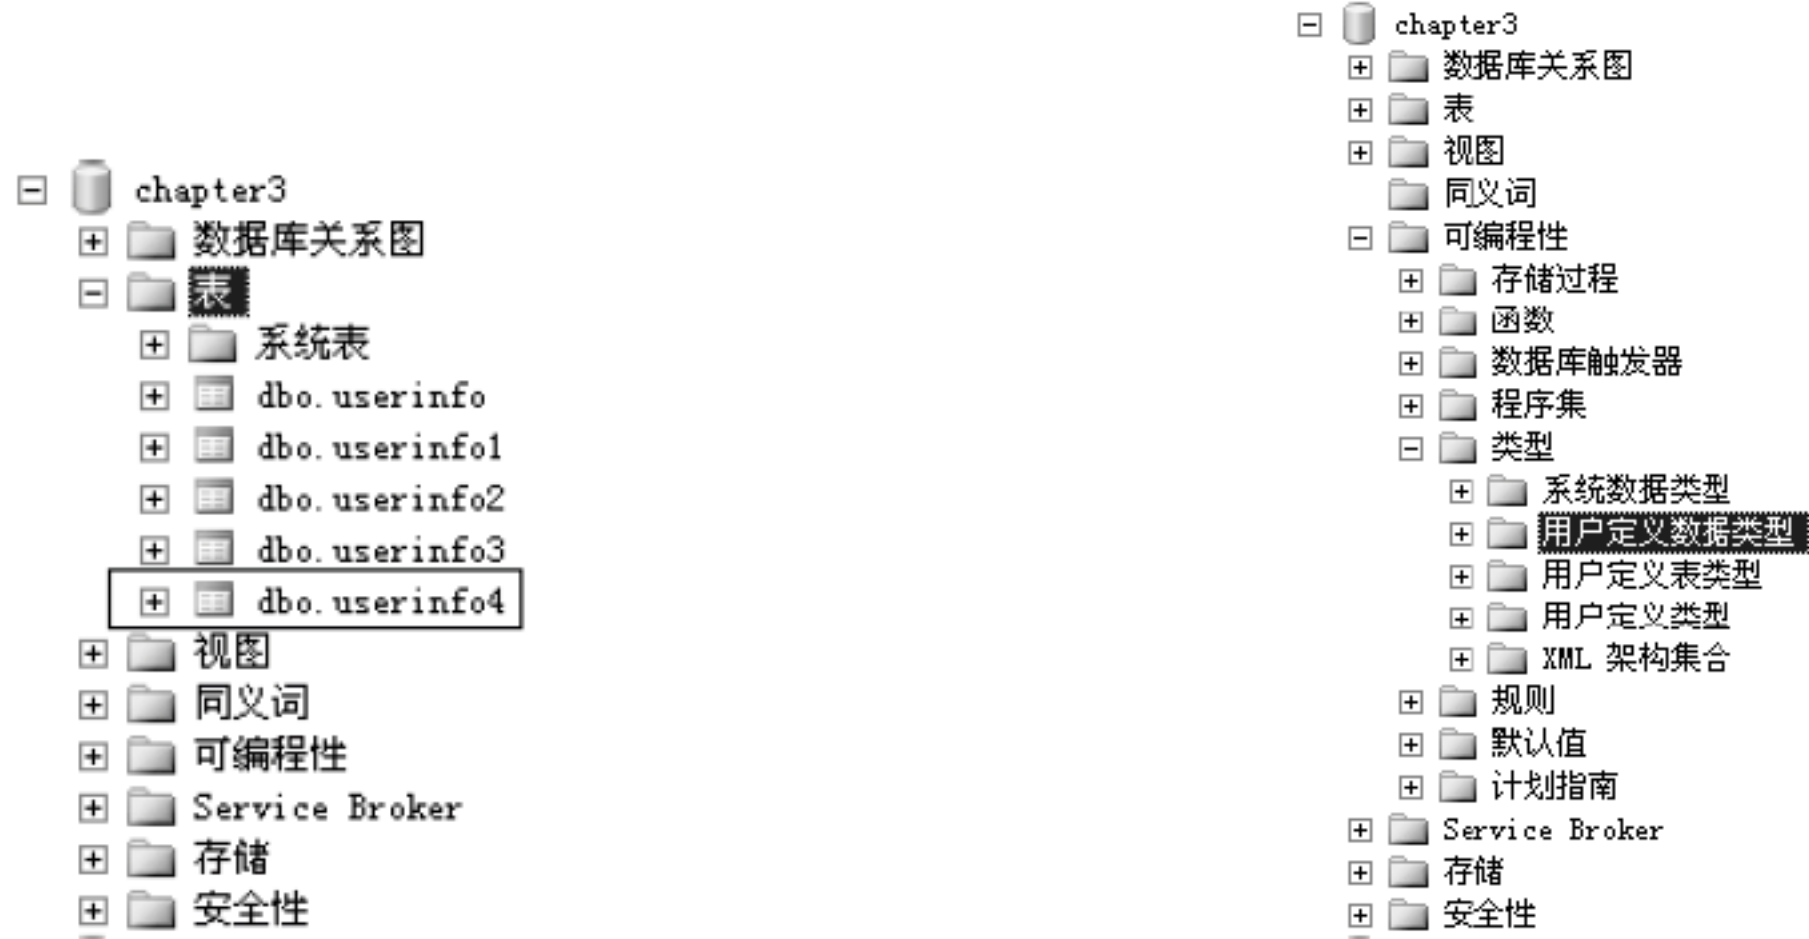 chapter3
数据库关系图
表
系统表
dbo.userinfo
dbo.userinfo1
dbo.userinfo2
dbo.userinfo3
dbo.userinfo4
视图
同义词
可编程性
Service Broker
存储
安全性
chapter3
数据库关系图
表
视图
同义词
可编程性
存储过程
函数
数据库触发器
程序集
类型
系统数据类型
用户定义数据类型
用户定义表类型
用户定义类型
XML 架构集合
规则
默认值
计划指南
Service Broker
存储
安全性